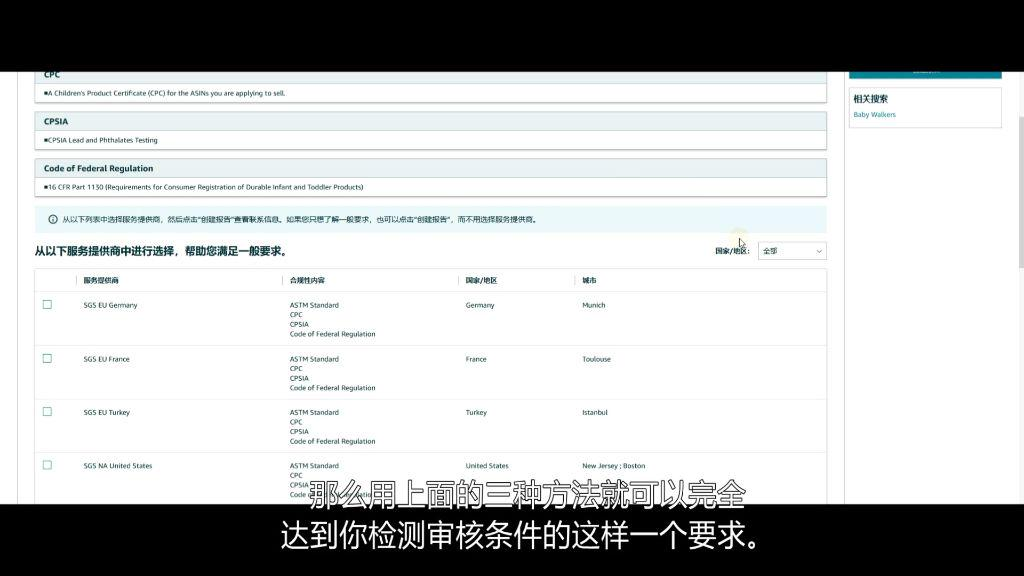 CPC
■A Children's Product Certificate (CPC) for the ASINs you are applying to sell.
CPSIA
■CPSIA Lead and Phthalates Testing
Code of Federal Regulation
■16 CFR Part 1130 (Requirements for Consumer Registration of Durable Infant and Toddler Products)
从以下列表中选择服务提供商，然后点击“创建报告”查看联系信息。如果您只想了解一般要求，也可以点击“创建报告”，而不用选择服务提供商。
从以下服务提供商中进行选择，帮助您满足一般要求。
国家/地区: 全部
服务提供商 合规性内容 国家/地区 城市
SGS EU Germany ASTM Standard Germany Munich
CPC
CPSIA
Code of Federal Regulation
SGS EU France ASTM Standard France Toulouse
CPC
CPSIA
Code of Federal Regulation
SGS EU Turkey ASTM Standard Turkey Istanbul
CPC
CPSIA
Code of Federal Regulation
SGS NA United States ASTM Standard United States New Jersey ; Boston
CPC
CPSIA
相关搜索
Baby Walkers
那么用上面的三种方法就可以完全
达到你检测审核条件的这样一个要求。